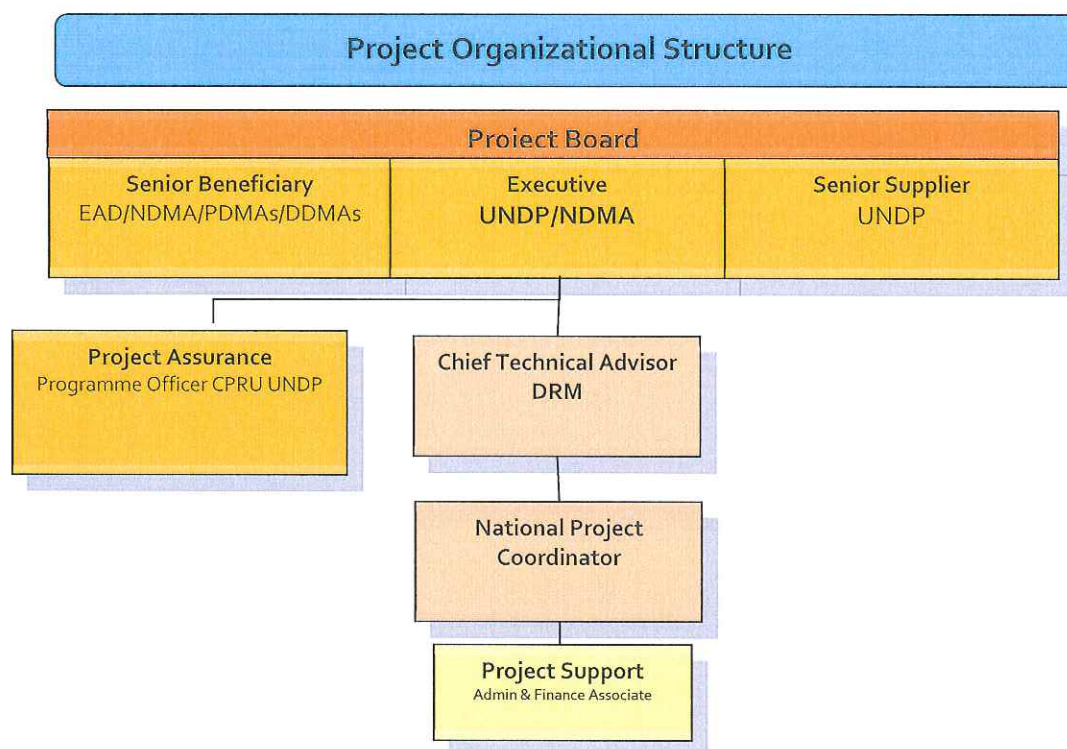 Project Organizational Structure
Project Board
Senior Beneficiary
EAD/NDMA/PDMAs/DDMAs
Executive
UNDP/NDMA
Senior Supplier
UNDP
Project Assurance
Programme Officer CPRU UNDP
Chief Technical Advisor
DRM
National Project
Coordinator
Project Support
Admin & Finance Associate